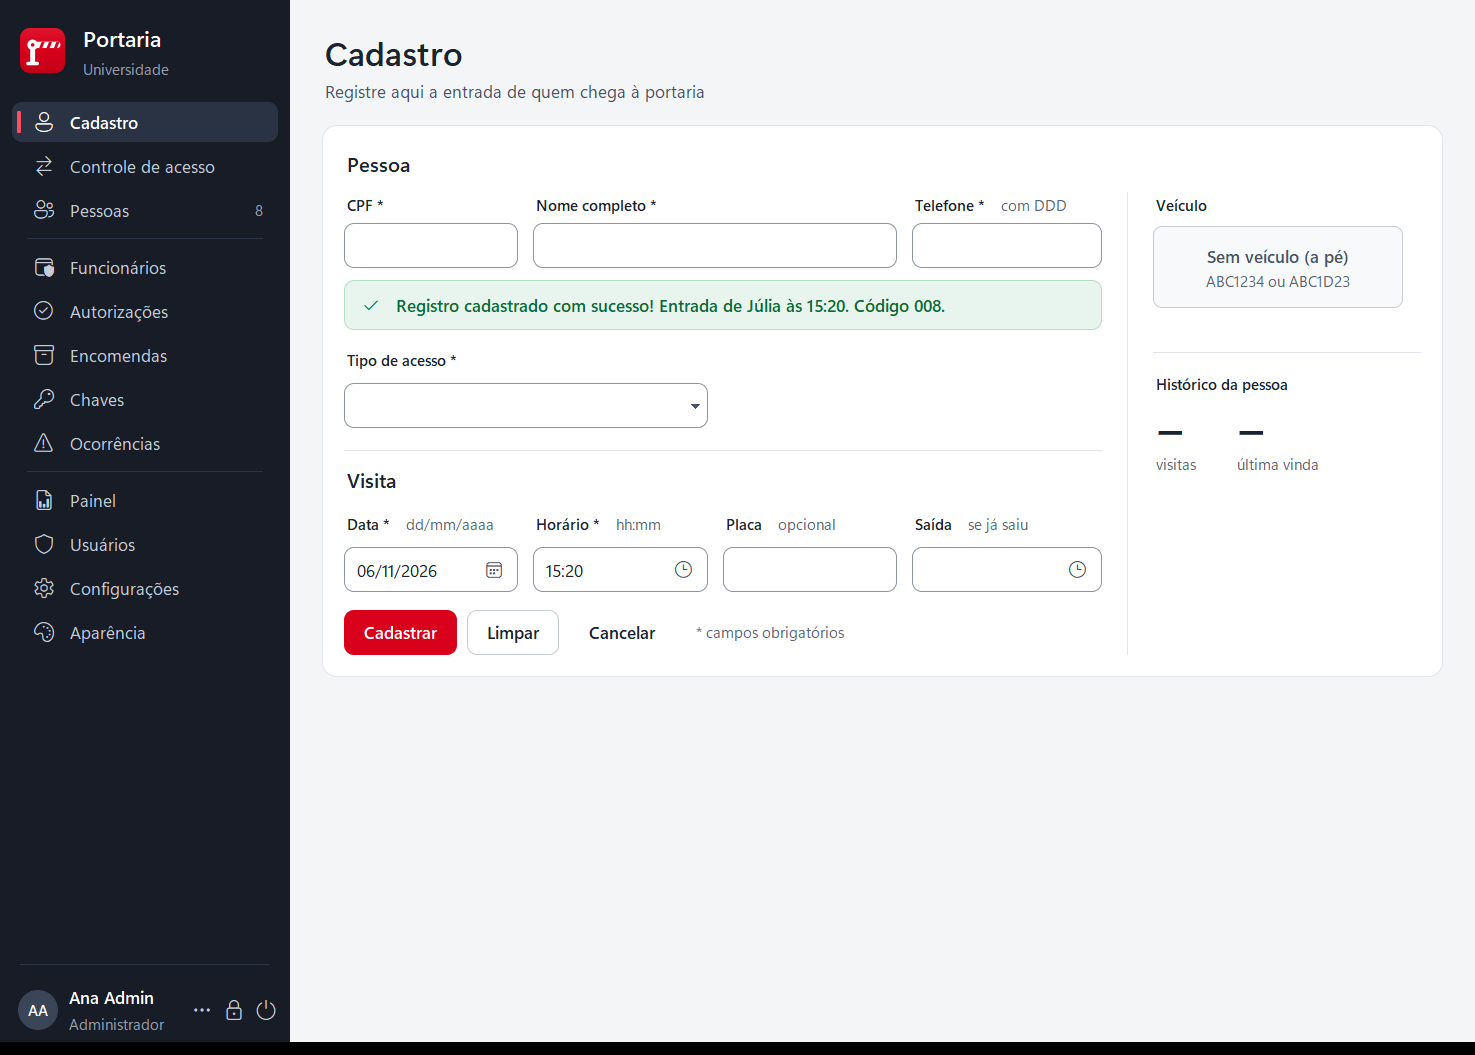 Portaria
Universidade
Cadastro
Controle de acesso
Pessoas 8
Funcionários
Autorizações
Encomendas
Chaves
Ocorrências
Painel
Usuários
Configurações
Aparência
AA
Ana Admin
Administrador
Cadastro
Registre aqui a entrada de quem chega à portaria
Pessoa
CPF * Nome completo * Telefone * com DDD
Registro cadastrado com sucesso! Entrada de Júlia às 15:20. Código 008.
Tipo de acesso *
Visita
Data * dd/mm/aaaa Horário * hh:mm Placa opcional Saída se já saiu
06/11/2026 15:20
Cadastrar Limpar Cancelar * campos obrigatórios
Veículo
Sem veículo (a pé)
ABC1234 ou ABC1D23
Histórico da pessoa
— —
visitas última vinda